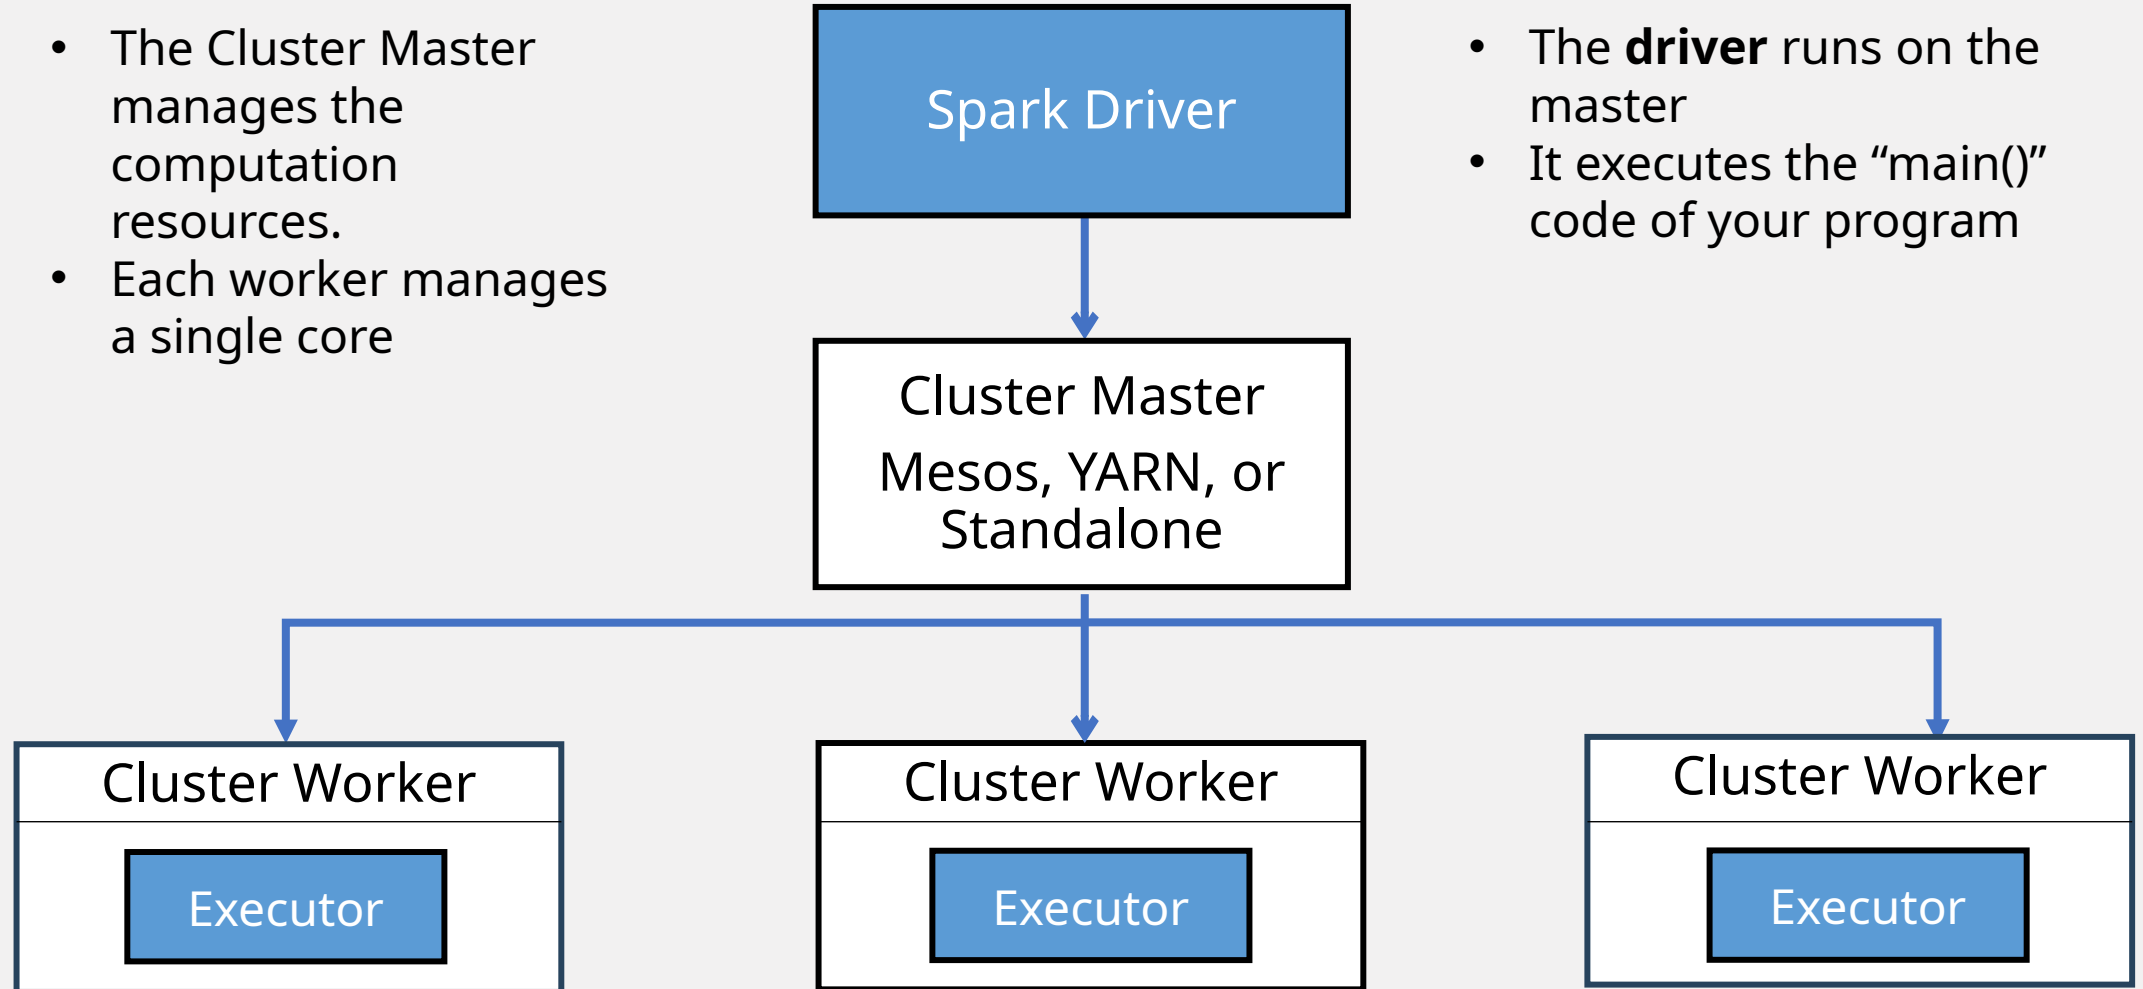 • The Cluster Master
manages the
computation
resources.
• Each worker manages
a single core
Spark Driver
• The driver runs on the
master
• It executes the “main()”
code of your program
Cluster Master
Mesos, YARN, or
Standalone
Cluster Worker
Executor
Cluster Worker
Executor
Cluster Worker
Executor